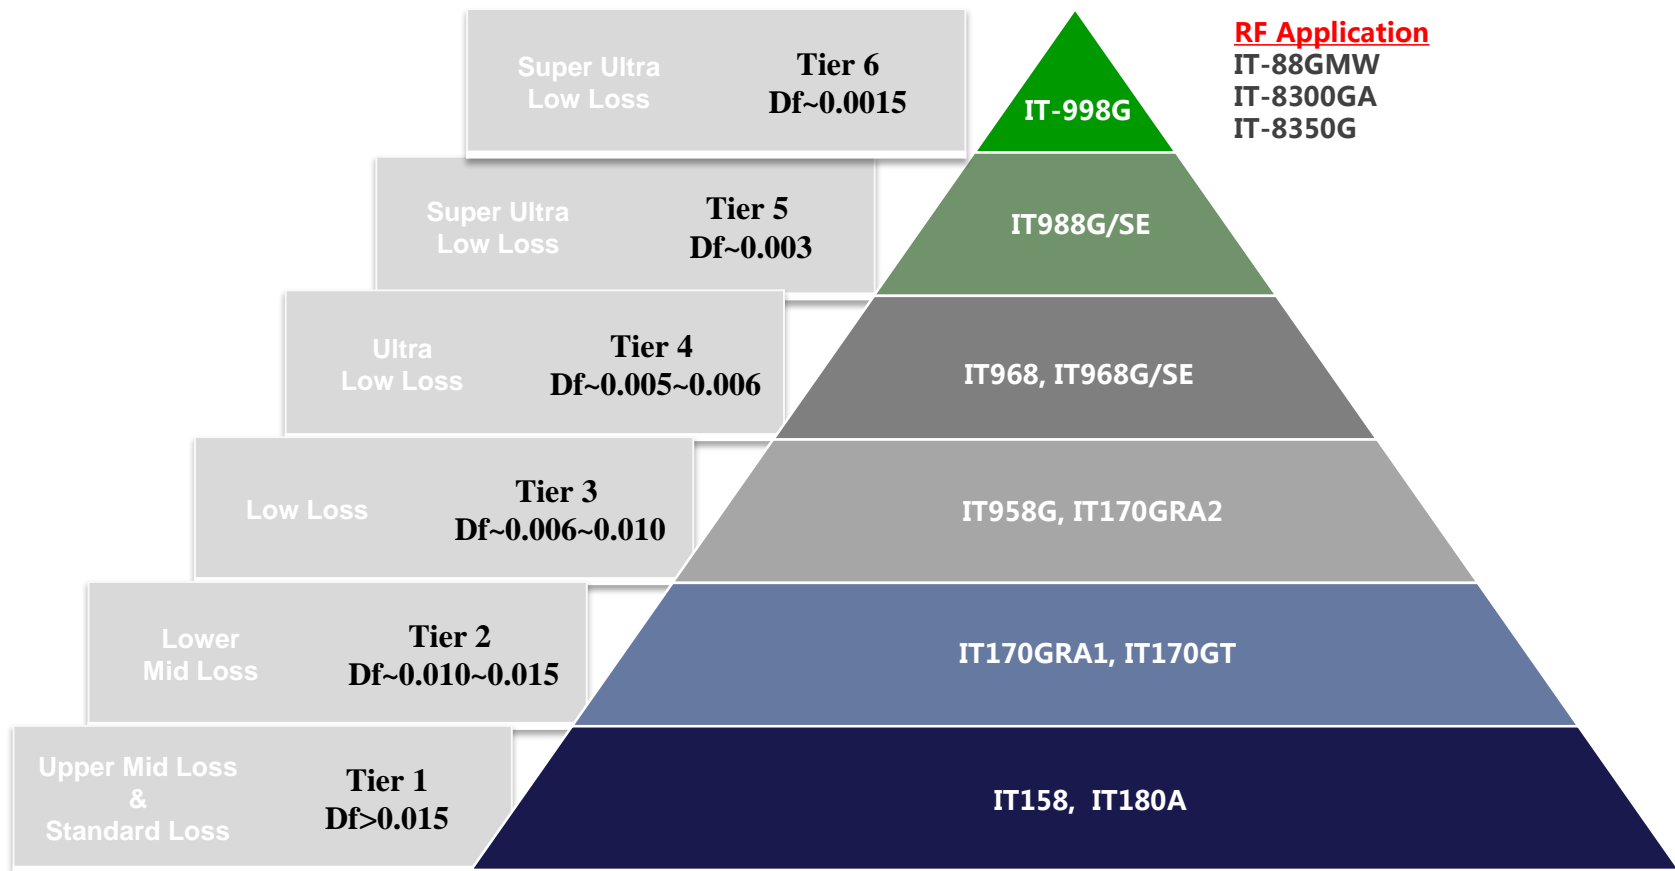 Super Ultra
Low Loss
Tier 6
Df~0.0015
IT-998G
RF Application
IT-88GMW
IT-8300GA
IT-8350G
Super Ultra
Low Loss
Tier 5
Df~0.003
IT988G/SE
Ultra
Low Loss
Tier 4
Df~0.005~0.006
IT968, IT968G/SE
Low Loss
Tier 3
Df~0.006~0.010
IT958G, IT170GRA2
Lower
Mid Loss
Tier 2
Df~0.010~0.015
IT170GRA1, IT170GT
Upper Mid Loss
&
Standard Loss
Tier 1
Df>0.015
IT158, IT180A